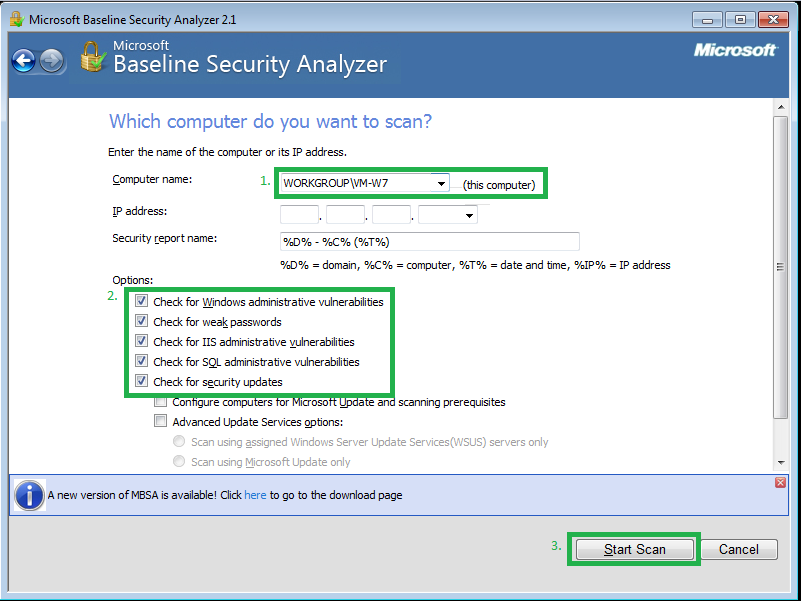 Microsoft Baseline Security Analyzer 2.1
Microsoft
Baseline Security Analyzer
Microsoft
Which computer do you want to scan?
Enter the name of the computer or its IP address.
Computer name: 1. WORKGROUP\VM-W7 (this computer)
IP address: . . .
Security report name: %D% - %C% (%T%)
%D% = domain, %C% = computer, %T% = date and time, %IP% = IP address
Options:
2. Check for Windows administrative vulnerabilities
Check for weak passwords
Check for IIS administrative vulnerabilities
Check for SQL administrative vulnerabilities
Check for security updates
Configure computers for Microsoft Update and scanning prerequisites
Advanced Update Services options:
Scan using assigned Windows Server Update Services(WSUS) servers only
Scan using Microsoft Update only
A new version of MBSA is available! Click here to go to the download page
3. Start Scan Cancel